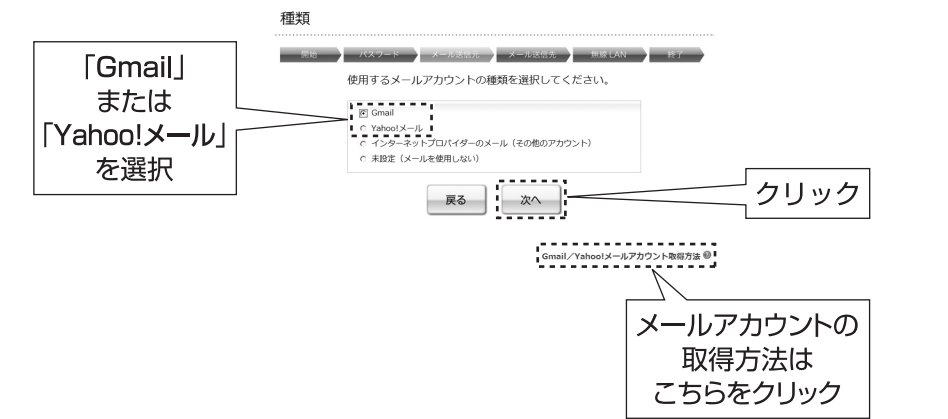 種類
開始 パスワード メール送信元 メール送信先 無線 LAN 終了
使用するメールアカウントの種類を選択してください。
「Gmail」
または
「Yahoo!メール」
を選択
Gmail
Yahoo!メール
インターネットプロバイダーのメール（その他のアカウント）
未設定（メールを使用しない）
戻る 次へ
クリック
Gmail／Yahoo!メールアカウント取得方法
メールアカウントの
取得方法は
こちらをクリック